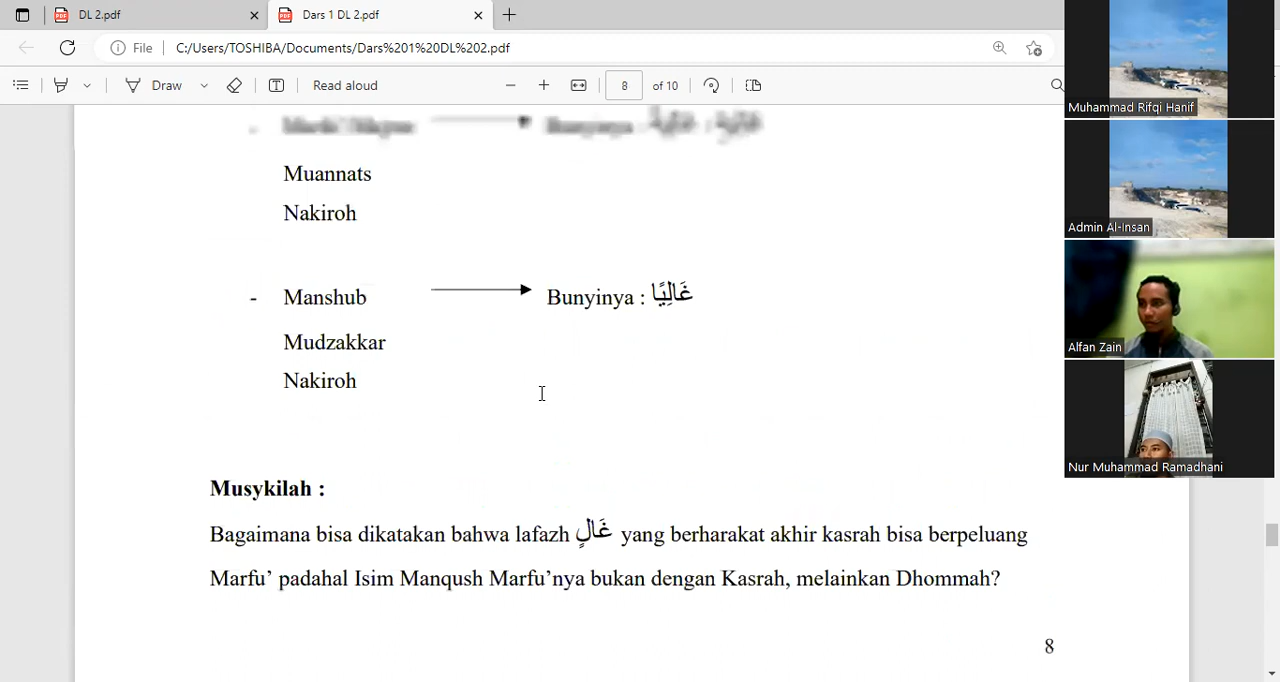 DL 2.pdf
Dars 1 DL 2.pdf
File
C:/Users/TOSHIBA/Documents/Dars%201%20DL%202.pdf
Draw
Read aloud
8 of 10
Muannats
Nakiroh
- Manshub Bunyinya : غَالِيًا
Mudzakkar
Nakiroh
Musykilah :
Bagaimana bisa dikatakan bahwa lafazh غَالٍ yang berharakat akhir kasrah bisa berpeluang
Marfu’ padahal Isim Manqush Marfu’nya bukan dengan Kasrah, melainkan Dhommah?
8
Muhammad Rifqi Hanif
Admin Al-Insan
Alfan Zain
Nur Muhammad Ramadhani